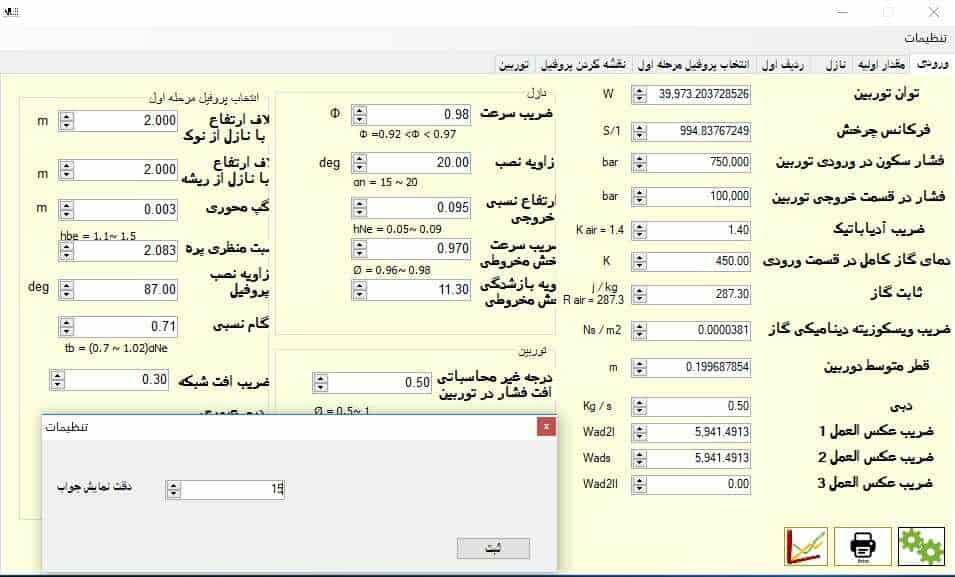 تنظیمات
ورودی
مقدار اولیه
نازل
ردیف اول
انتخاب پروفیل مرحله اول
نقشه کردن پروفیل
توربین
توان توربین
39,973.203728526
W
فرکانس چرخش
994.83767249
S/1
فشار سکون در ورودی توربین
750,000
bar
فشار در قسمت خروجی توربین
100,000
bar
ضریب آدیاباتیک
1.40
K air = 1.4
دمای گاز کامل در قسمت ورودی
450.00
K
ثابت گاز
287.30
j / kg
R air = 287.3
ضریب ویسکوزیته دینامیکی گاز
0.0000381
Ns / m2
قطر متوسط دوربین
0.199687854
m
دبی
0.50
Kg / s
ضریب عکس العمل 1
5,941.4913
Wad2I
ضریب عکس العمل 2
5,941.4913
Wads
ضریب عکس العمل 3
0.00
Wad2II
نازل
ضریب سرعت
0.98
Φ
Φ =0.92 <Φ < 0.97
زاویه نصب
20.00
deg
αn = 15 ~ 20
ارتفاع نسبی
خروجی
0.095
hNe = 0.05~ 0.09
ضریب سرعت
بخش مخروطی
0.970
Ø = 0.96~ 0.98
ویه بازشدگی
مخروطی
11.30
توربین
درجه غیر محاسباتی
افت فشار در توربین
0.50
Ø = 0.5~ 1
انتخاب پروفیل مرحله اول
لاف ارتفاع
با نازل از نوک
2.000
m
لاف ارتفاع
با نازل از ریشه
2.000
m
گپ محوری
0.003
m
hbe = 1.1~ 1.5
سبت منظری پره
2.083
زاویه نصب
پروفیل
87.00
deg
گام نسبی
0.71
tb = (0.7 ~ 1.02)αNe
ضریب افت شبکه
0.30
تنظیمات
x
دقت نمایش جواب
15
ثبت
Print